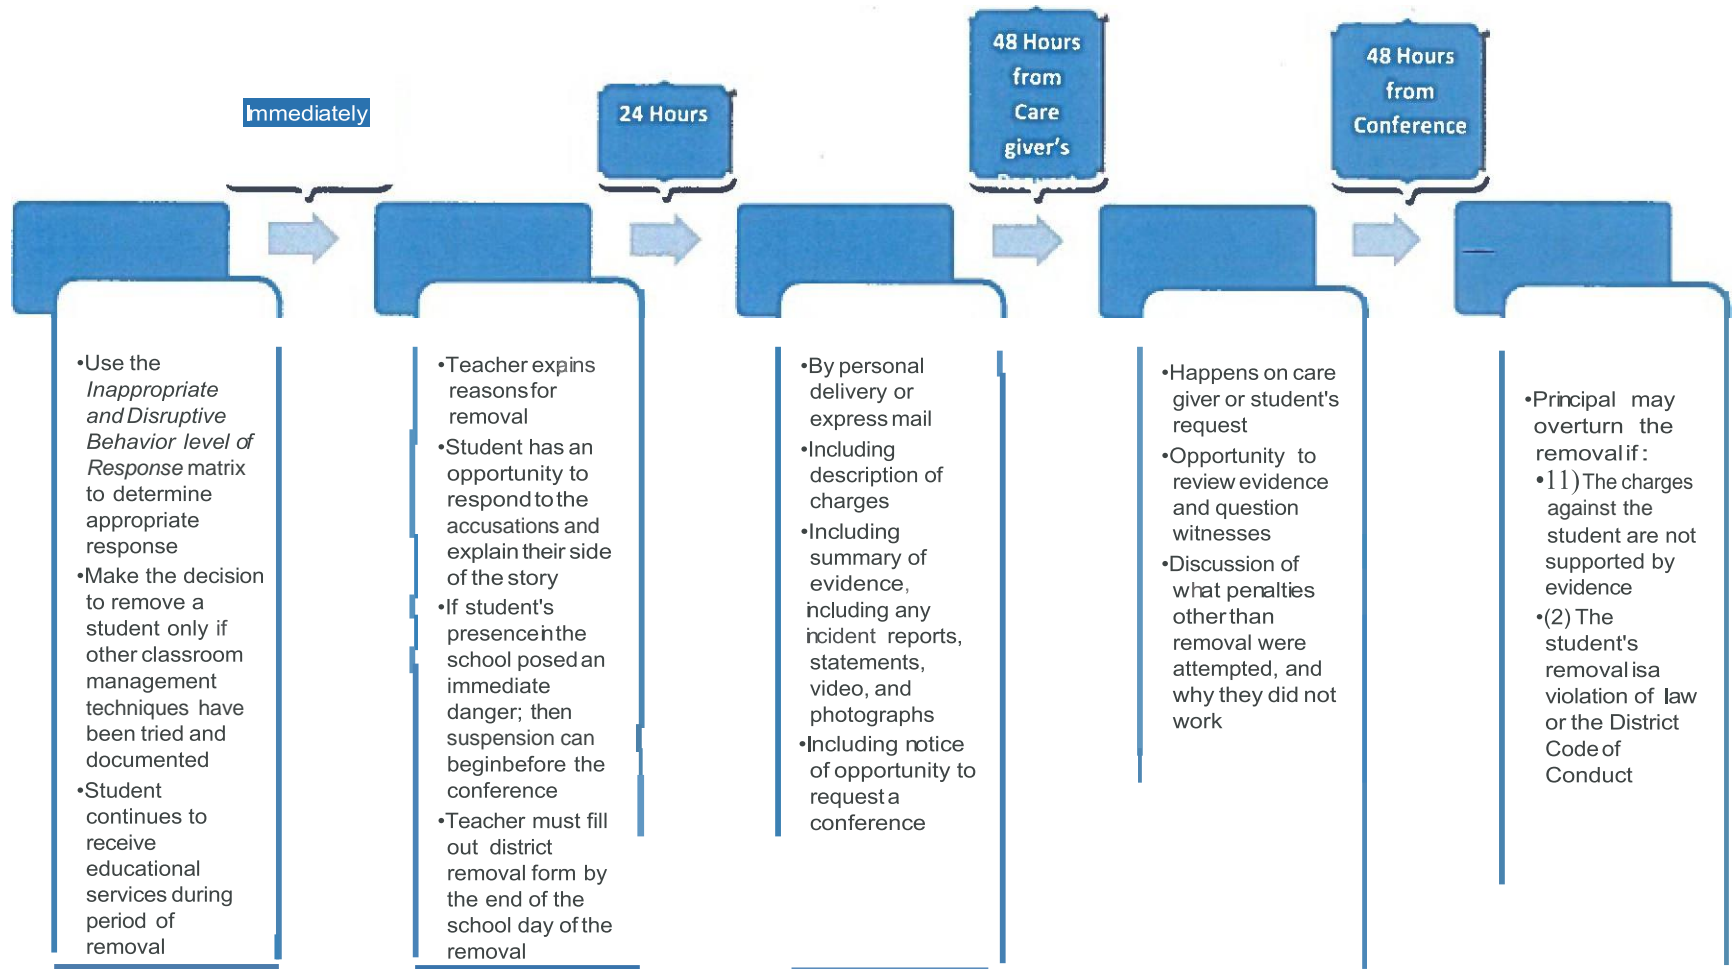 Immediately
24 Hours
48 Hours
from
Care
giver's
48 Hours
from
Conference
•Use the
Inappropriate
and Disruptive
Behavior level of
Response matrix
to determine
appropriate
response
•Make the decision
to remove a
student only if
other classroom
management
techniques have
been tried and
documented
•Student
continues to
receive
educational
services during
period of
removal
•Teacher expins
reasons for
removal
•Student has an
opportunity to
respond to the
accusations and
explain their side
of the story
•If student's
presence in the
school posed an
immediate
danger; then
suspension can
begin before the
conference
•Teacher must fill
out district
removal form by
the end of the
school day of the
removal
•By personal
delivery or
express mail
•Including
description of
charges
•Including
summary of
evidence,
including any
incident reports,
statements,
video, and
photographs
•Including notice
of opportunity to
request a
conference
•Happens on care
giver or student's
request
•Opportunity to
review evidence
and question
witnesses
•Discussion of
what penalties
other than
removal were
attempted, and
why they did not
work
•Principal may
overturn the
removal if :
•11) The charges
against the
student are not
supported by
evidence
•(2) The
student's
removal is a
violation of law
or the District
Code of
Conduct